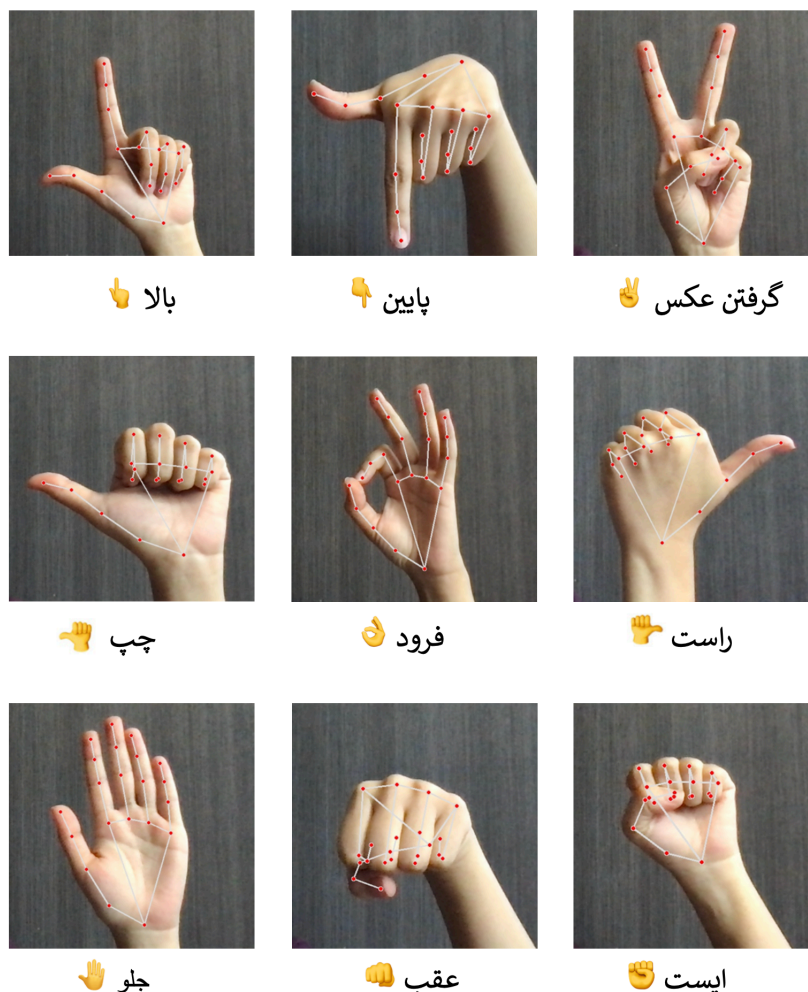 بالا 👆
پایین 👇
گرفتن عکس ✌
چپ 👍
فرود 👌
راست 👍
جلو 🤚
عقب 👊
ایست ✊